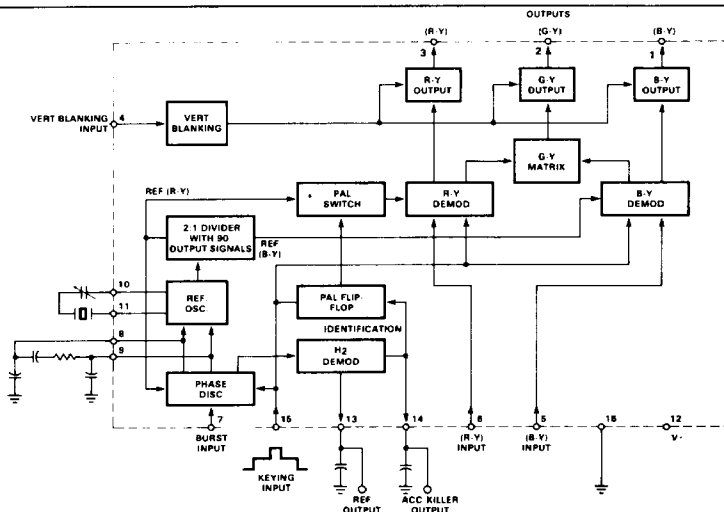 OUTPUTS
(R-Y)
(G-Y)
(B-Y)
3
2
1
R-Y
OUTPUT
G-Y
OUTPUT
B-Y
OUTPUT
VERT BLANKING
INPUT
4
VERT
BLANKING
G-Y
MATRIX
REF (R-Y)
PAL
SWITCH
R-Y
DEMOD
B-Y
DEMOD
2:1 DIVIDER
WITH 90
OUTPUT SIGNALS
REF
(B-Y)
10
11
REF.
OSC.
PAL FLIP-
FLOP
IDENTIFICATION
8
9
H2
DEMOD
PHASE
DISC
7
15
13
14
6
5
16
12
BURST
INPUT
(R-Y)
INPUT
(B-Y)
INPUT
V-
KEYING
INPUT
REF
OUTPUT
ACC KILLER
OUTPUT